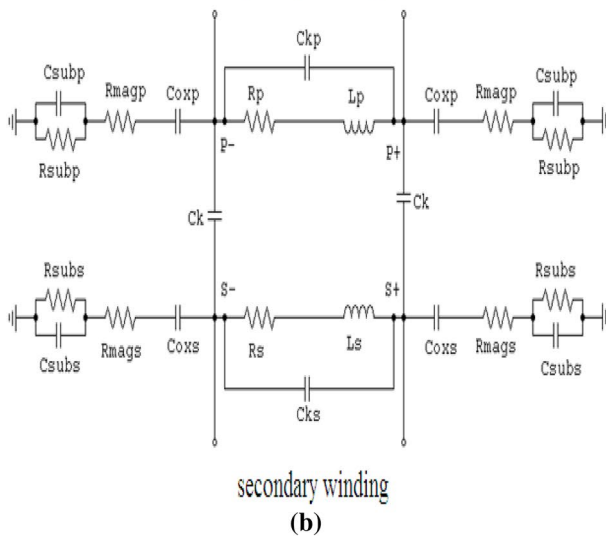 Ckp
Csubp Rmagp Coxp Rp Lp Coxp Rmagp Csubp
Rsubp P- P+ Rsubp
Ck Ck
Rsubs S- S+ Rsubs
Csubs Rmags Coxs Rs Ls Coxs Rmags Csubs
Cks
secondary winding
(b)